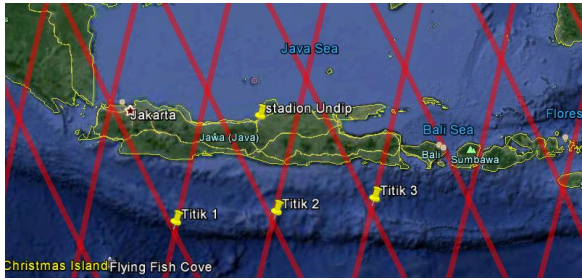 Java Sea
stadion Undip
Jakarta
Jawa (Java)
Bali Sea
Flores
Bali
Sumbawa
Titik 1
Titik 2
Titik 3
Christmas Island
Flying Fish Cove